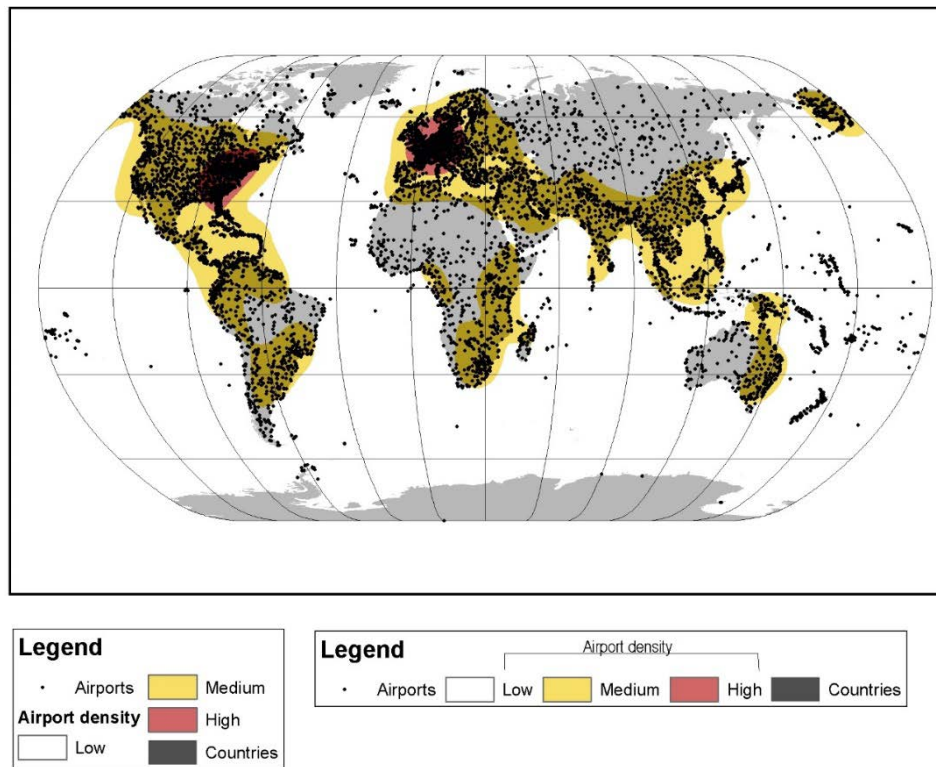 Legend
Airports
Medium
Airport density
High
Low
Countries
Legend
Airport density
Airports Low Medium High Countries